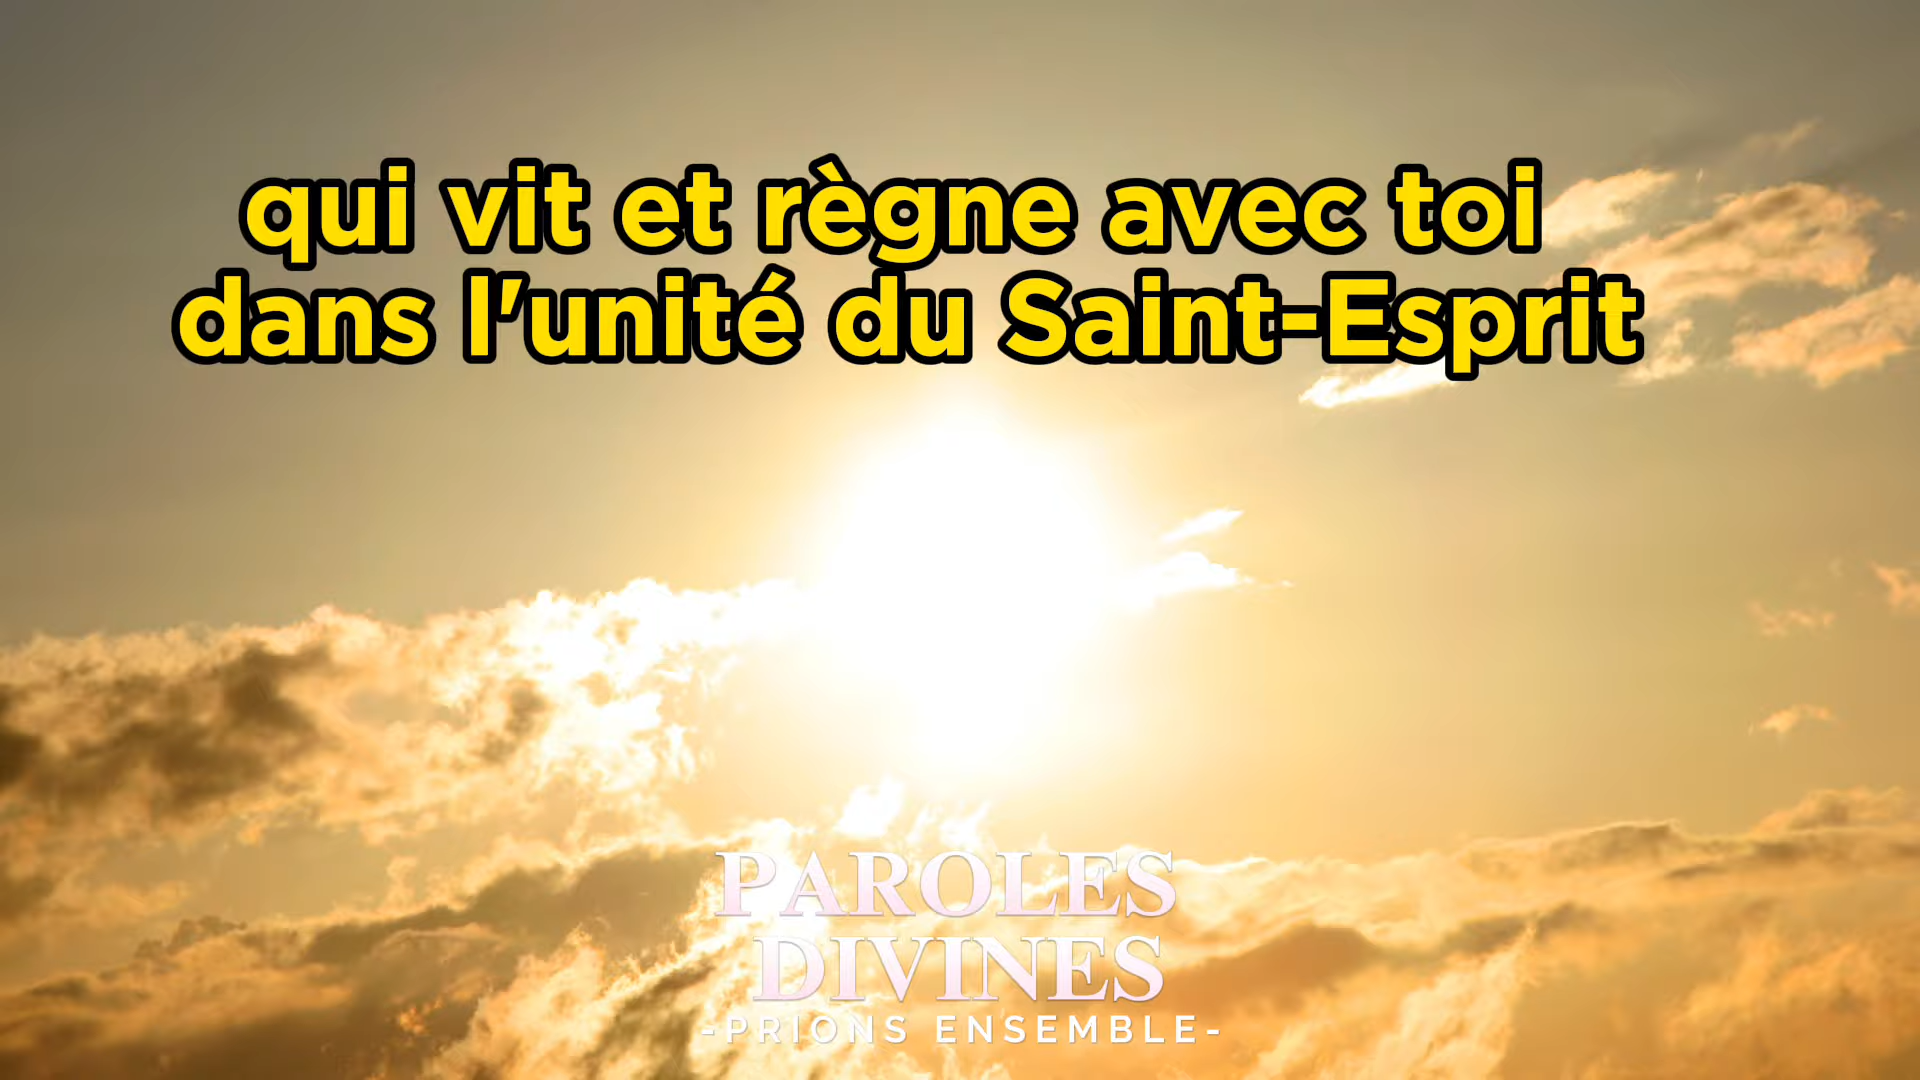 qui vit et règne avec toi
dans l'unité du Saint-Esprit
PAROLES
DIVINES
-PRIONS ENSEMBLE-